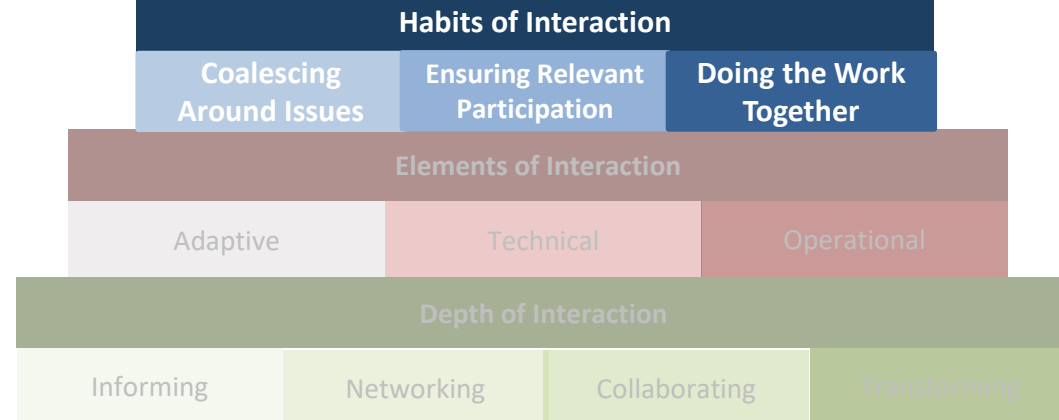 Habits of Interaction
Coalescing
Around Issues
Ensuring Relevant
Participation
Doing the Work
Together
Elements of Interaction
Adaptive
Technical
Operational
Depth of Interaction
Informing
Networking
Collaborating
Transforming